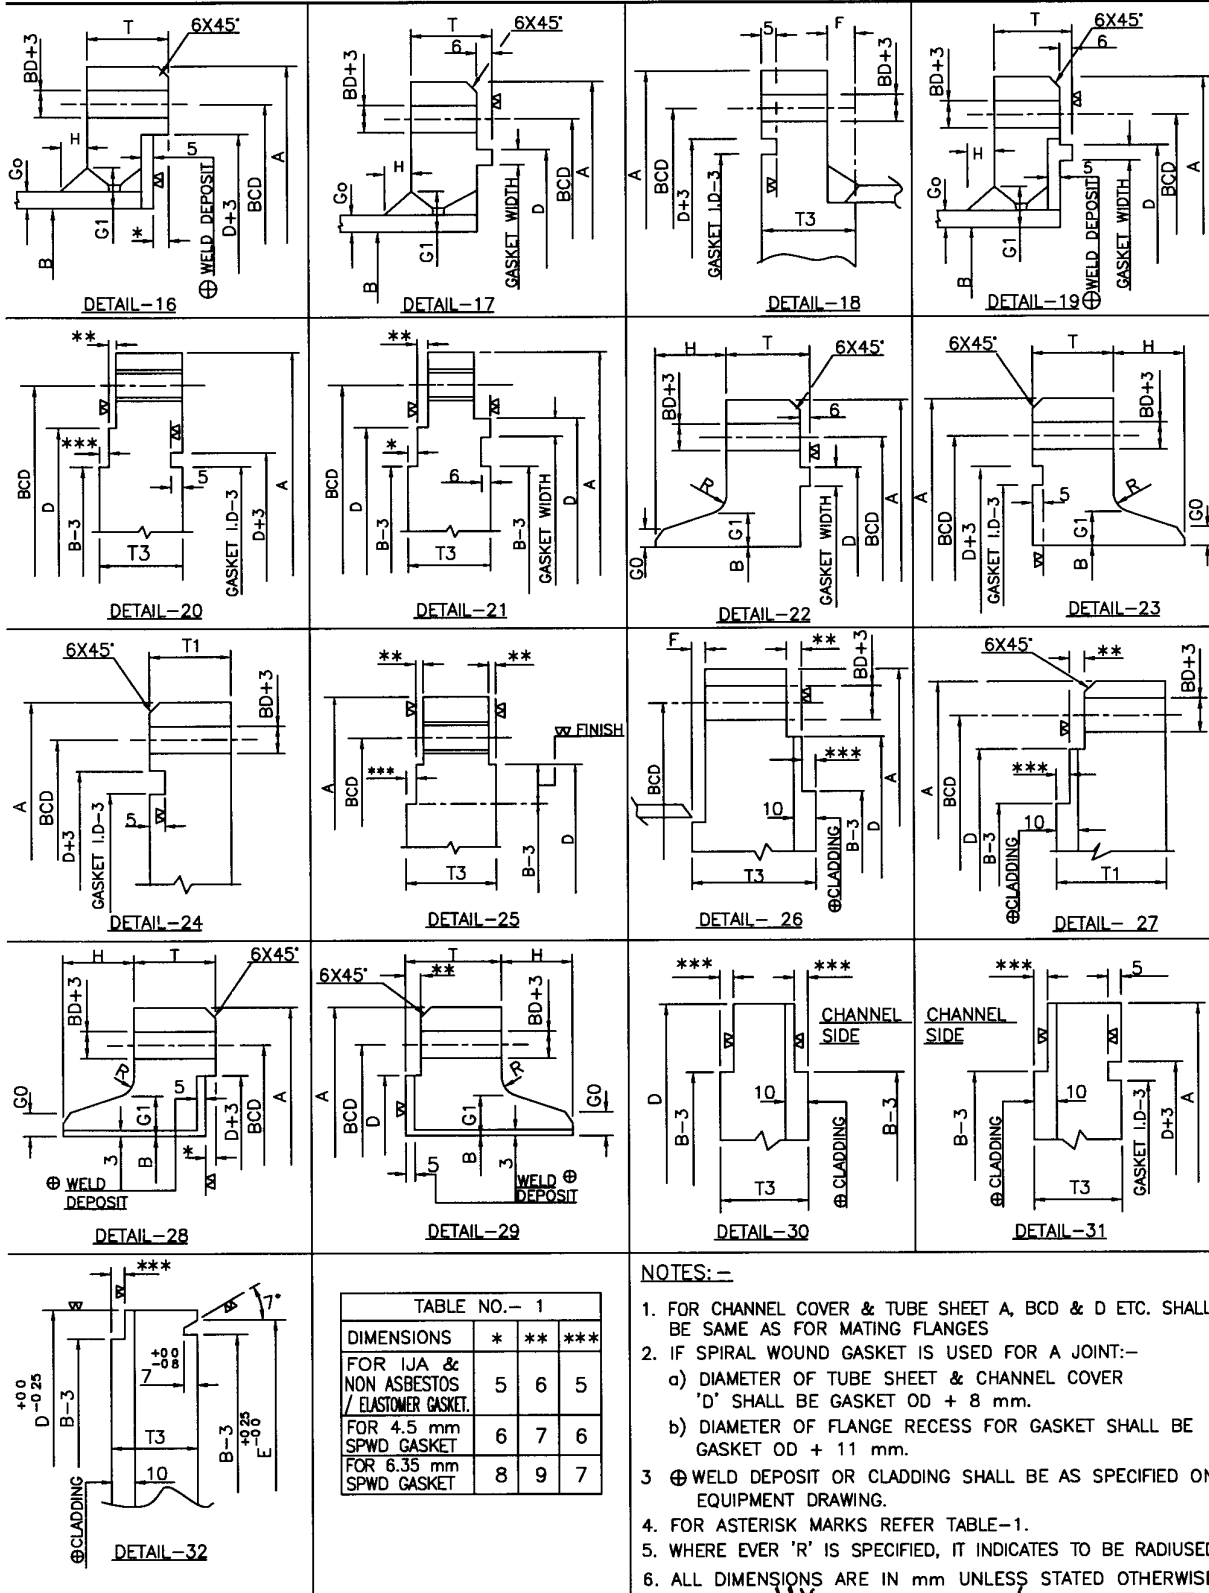 T 6X45°
BD+3
H
5
A
Go
G1
B
*
⊕ WELD DEPOSIT
D+3
BCD
DETAIL-16
T 6X45°
6
BD+3
H
Go
G1
B
GASKET WIDTH
D
BCD
A
DETAIL-17
5 F
BD+3
A
BCD
D+3
GASKET I.D-3
T3
DETAIL-18
T 6X45°
6
BD+3
H
Go
5
G1
B
⊕ WELD DEPOSIT
GASKET WIDTH
D
BCD
A
DETAIL-19
**
***
BCD
D
B-3
5
T3
GASKET I.D-3
D+3
A
DETAIL-20
**
*
BCD
D
B-3
6
T3
B-3
GASKET WIDTH
D
A
DETAIL-21
H T 6X45°
BD+3
6
R
GO
G1
B
GASKET WIDTH
D
BCD
A
DETAIL-22
6X45° T H
BD+3
A
BCD
D+3
GASKET I.D-3
5
R
G1
B
GO
DETAIL-23
6X45° T1
BD+3
A
BCD
D+3
GASKET I.D-3
5
DETAIL-24
** **
FINISH
***
A
BCD
T3
B-3
D
DETAIL-25
F **
BD+3
***
BCD
10
T3
⊕CLADDING
B-3
D
A
DETAIL- 26
6X45° **
BD+3
***
A
BCD
D
B-3
10
⊕CLADDING
T1
DETAIL- 27
H T 6X45°
BD+3
R
5
GO
G1
3
B
*
D+3
BCD
A
⊕ WELD
DEPOSIT
DETAIL-28
T H
6X45° **
BD+3
A
BCD
D
R
G1
GO
5
B
3
WELD ⊕
DEPOSIT
DETAIL-29
*** ***
CHANNEL
SIDE
D
B-3
10
⊕ CLADDING
B-3
T3
DETAIL-30
*** 5
CHANNEL
SIDE
B-3
10
⊕ CLADDING
T3
GASKET I.D-3
D+3
A
DETAIL-31
***
7°
+0.0
-0.8
7
+0.0
D-0.25
B-3
T3
10
⊕CLADDING
B-3
+0.25
E-0.0
DETAIL-32
TABLE NO.- 1
DIMENSIONS * ** ***
FOR IJA &
NON ASBESTOS
/ ELASTOMER GASKET. 5 6 5
FOR 4.5 mm
SPWD GASKET 6 7 6
FOR 6.35 mm
SPWD GASKET 8 9 7
NOTES:-
1. FOR CHANNEL COVER & TUBE SHEET A, BCD & D ETC. SHALL
BE SAME AS FOR MATING FLANGES
2. IF SPIRAL WOUND GASKET IS USED FOR A JOINT:-
a) DIAMETER OF TUBE SHEET & CHANNEL COVER
'D' SHALL BE GASKET OD + 8 mm.
b) DIAMETER OF FLANGE RECESS FOR GASKET SHALL BE
GASKET OD + 11 mm.
3 ⊕ WELD DEPOSIT OR CLADDING SHALL BE AS SPECIFIED ON
EQUIPMENT DRAWING.
4. FOR ASTERISK MARKS REFER TABLE-1.
5. WHERE EVER 'R' IS SPECIFIED, IT INDICATES TO BE RADIUSED
6. ALL DIMENSIONS ARE IN mm UNLESS STATED OTHERWISE